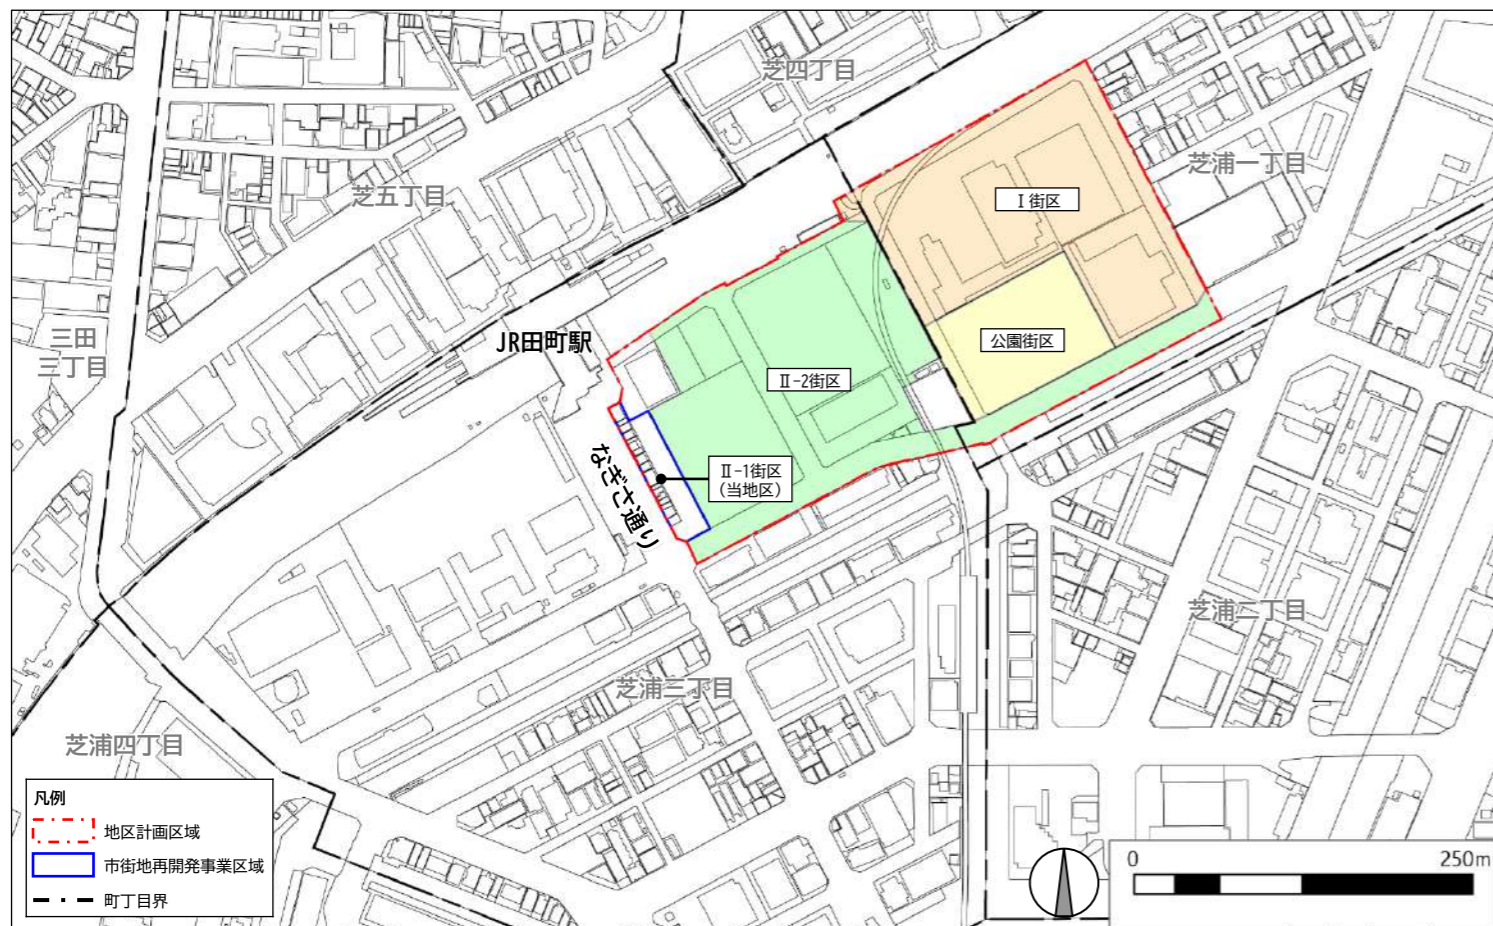 芝四丁目
芝五丁目
芝浦一丁目
Ⅰ街区
三田
三丁目
JR田町駅
公園街区
Ⅱ-2街区
Ⅱ-1街区
（当地区）
なぎさ通り
芝浦二丁目
芝浦三丁目
芝浦四丁目
凡例
地区計画区域
市街地再開発事業区域
町丁目界
0 250m